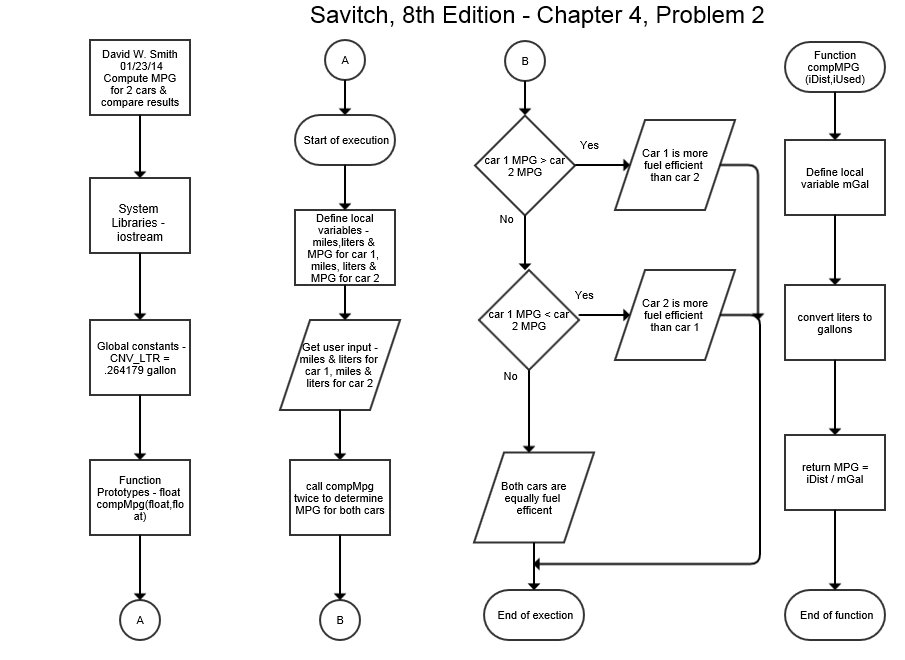 Savitch, 8th Edition - Chapter 4, Problem 2
David W. Smith
01/23/14
Compute MPG
for 2 cars &
compare results
System
Libraries -
iostream
Global constants -
CNV_LTR =
.264179 gallon
Function
Prototypes - float
compMpg(float,flo
at)
A
A
Start of execution
Define local
variables -
miles,liters &
MPG for car 1,
miles, liters &
MPG for car 2
Get user input -
miles & liters for
car 1, miles &
liters for car 2
call compMpg
twice to determine
MPG for both cars
B
B
car 1 MPG > car
2 MPG
Yes
Car 1 is more
fuel efficient
than car 2
No
car 1 MPG < car
2 MPG
Yes
Car 2 is more
fuel efficient
than car 1
No
Both cars are
equally fuel
efficent
End of exection
Function
compMPG
(iDist,iUsed)
Define local
variable mGal
convert liters to
gallons
return MPG =
iDist / mGal
End of function